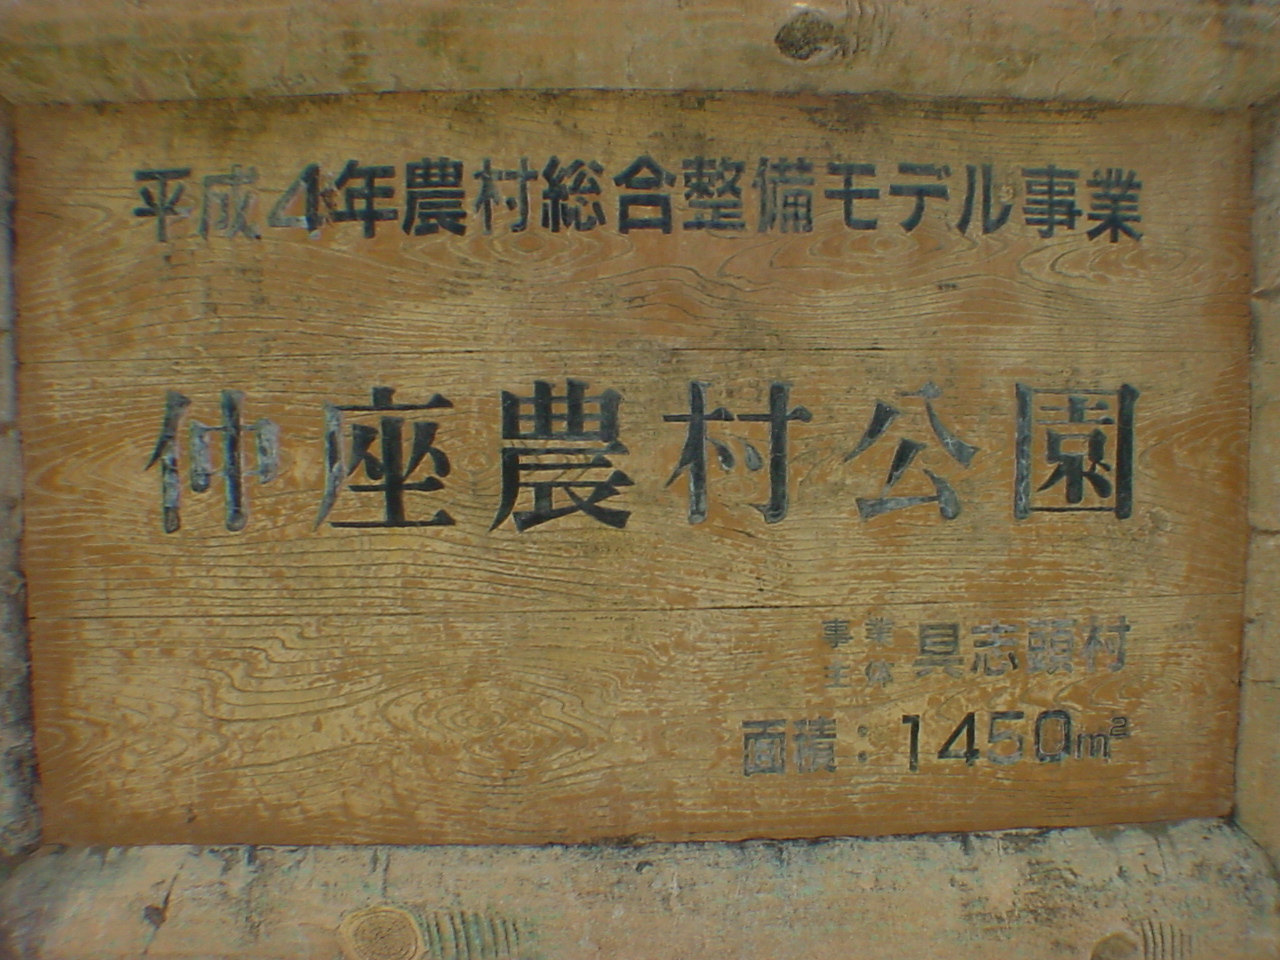 平成4年農村総合整備モデル事業
仲座農村公園
事業主体 具志頭村
面積:1450m²